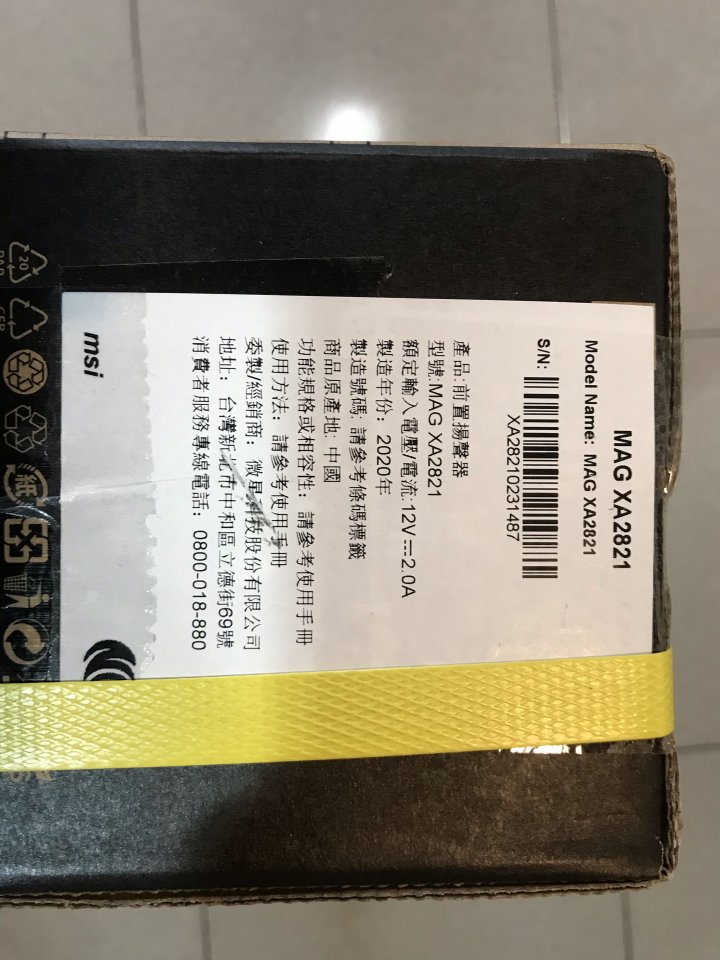 MAG XA2821
Model Name: MAG XA2821
S/N:
XA28210231487
產品:前置揚聲器
型號:MAG XA2821
額定輸入電壓/電流:12V⎓2.0A
製造年份: 2020年
製造號碼: 請參考條碼標籤
商品原產地: 中國
功能規格或相容性: 請參考使用手冊
使用方法: 請參考使用手冊
委製/經銷商: 微星科技股份有限公司
地址: 台灣新北市中和區立德街69號
消費者服務專線電話: 0800-018-880
msi
20
PAP
紙